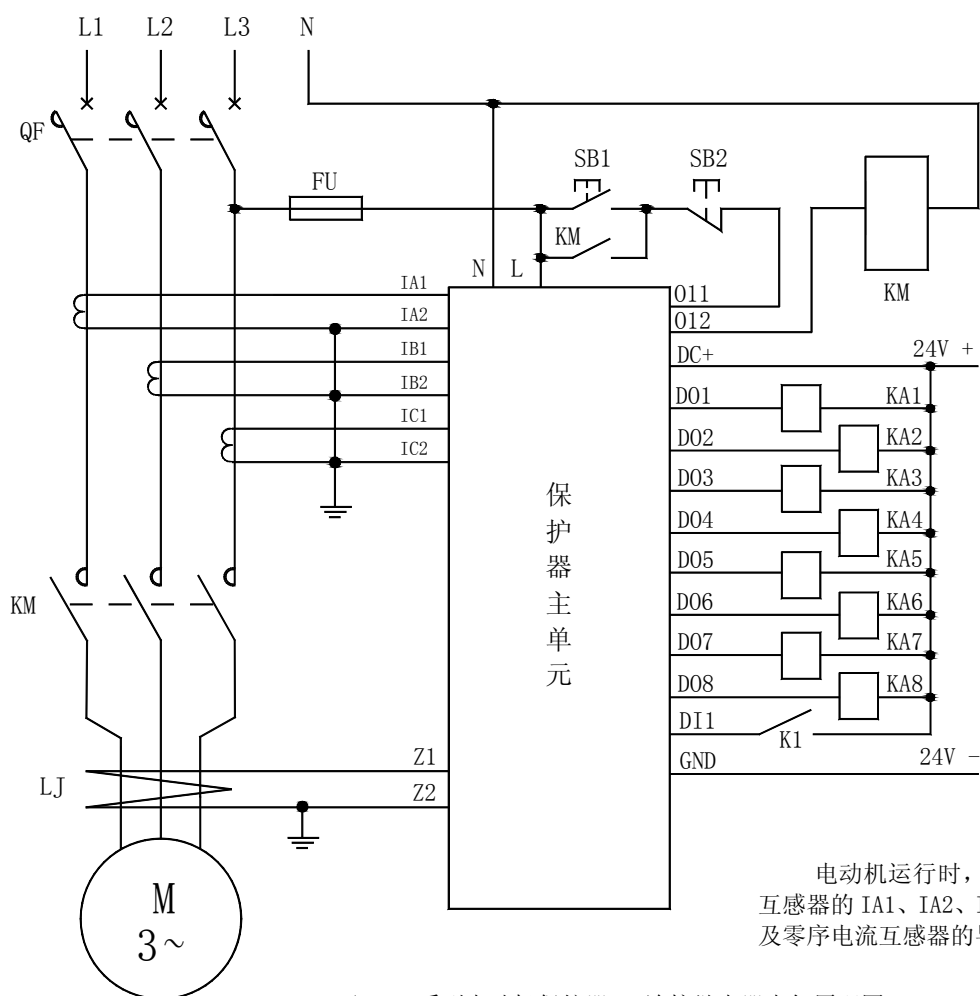 L1 L2 L3 N
QF
FU
SB1
SB2
KM
N L
KM
IA1
IA2
IB1
IB2
IC1
IC2
011
012
DC+
24V +
D01
KA1
D02
KA2
D03
KA3
D04
KA4
D05
KA5
D06
KA6
D07
KA7
D08
KA8
DI1
K1
GND
24V -
保护器主单元
KM
LJ
Z1
Z2
M
3~
电动机运行时，
互感器的 IA1、IA2、
及零序电流互感器的